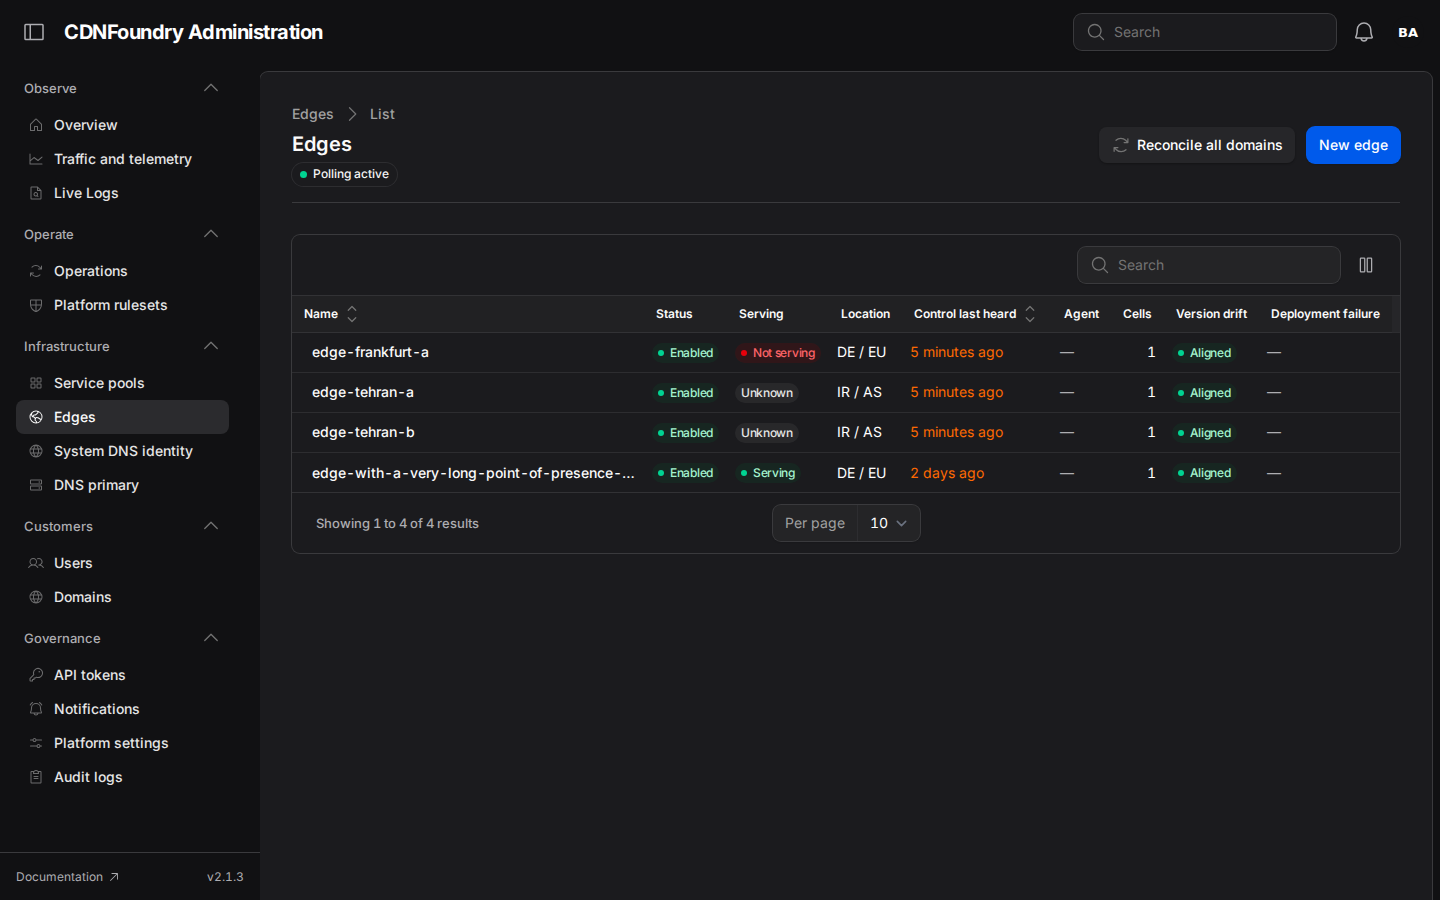 CDNFoundry Administration
Search
BA
Observe
Overview
Traffic and telemetry
Live Logs
Operate
Operations
Platform rulesets
Infrastructure
Service pools
Edges
System DNS identity
DNS primary
Customers
Users
Domains
Governance
API tokens
Notifications
Platform settings
Audit logs
Documentation
v2.1.3
Edges List
Edges
Polling active
Reconcile all domains
New edge
Search
Name Status Serving Location Control last heard Agent Cells Version drift Deployment failure
edge-frankfurt-a Enabled Not serving DE / EU 5 minutes ago — 1 Aligned —
edge-tehran-a Enabled Unknown IR / AS 5 minutes ago — 1 Aligned —
edge-tehran-b Enabled Unknown IR / AS 5 minutes ago — 1 Aligned —
edge-with-a-very-long-point-of-presence-... Enabled Serving DE / EU 2 days ago — 1 Aligned —
Showing 1 to 4 of 4 results
Per page 10